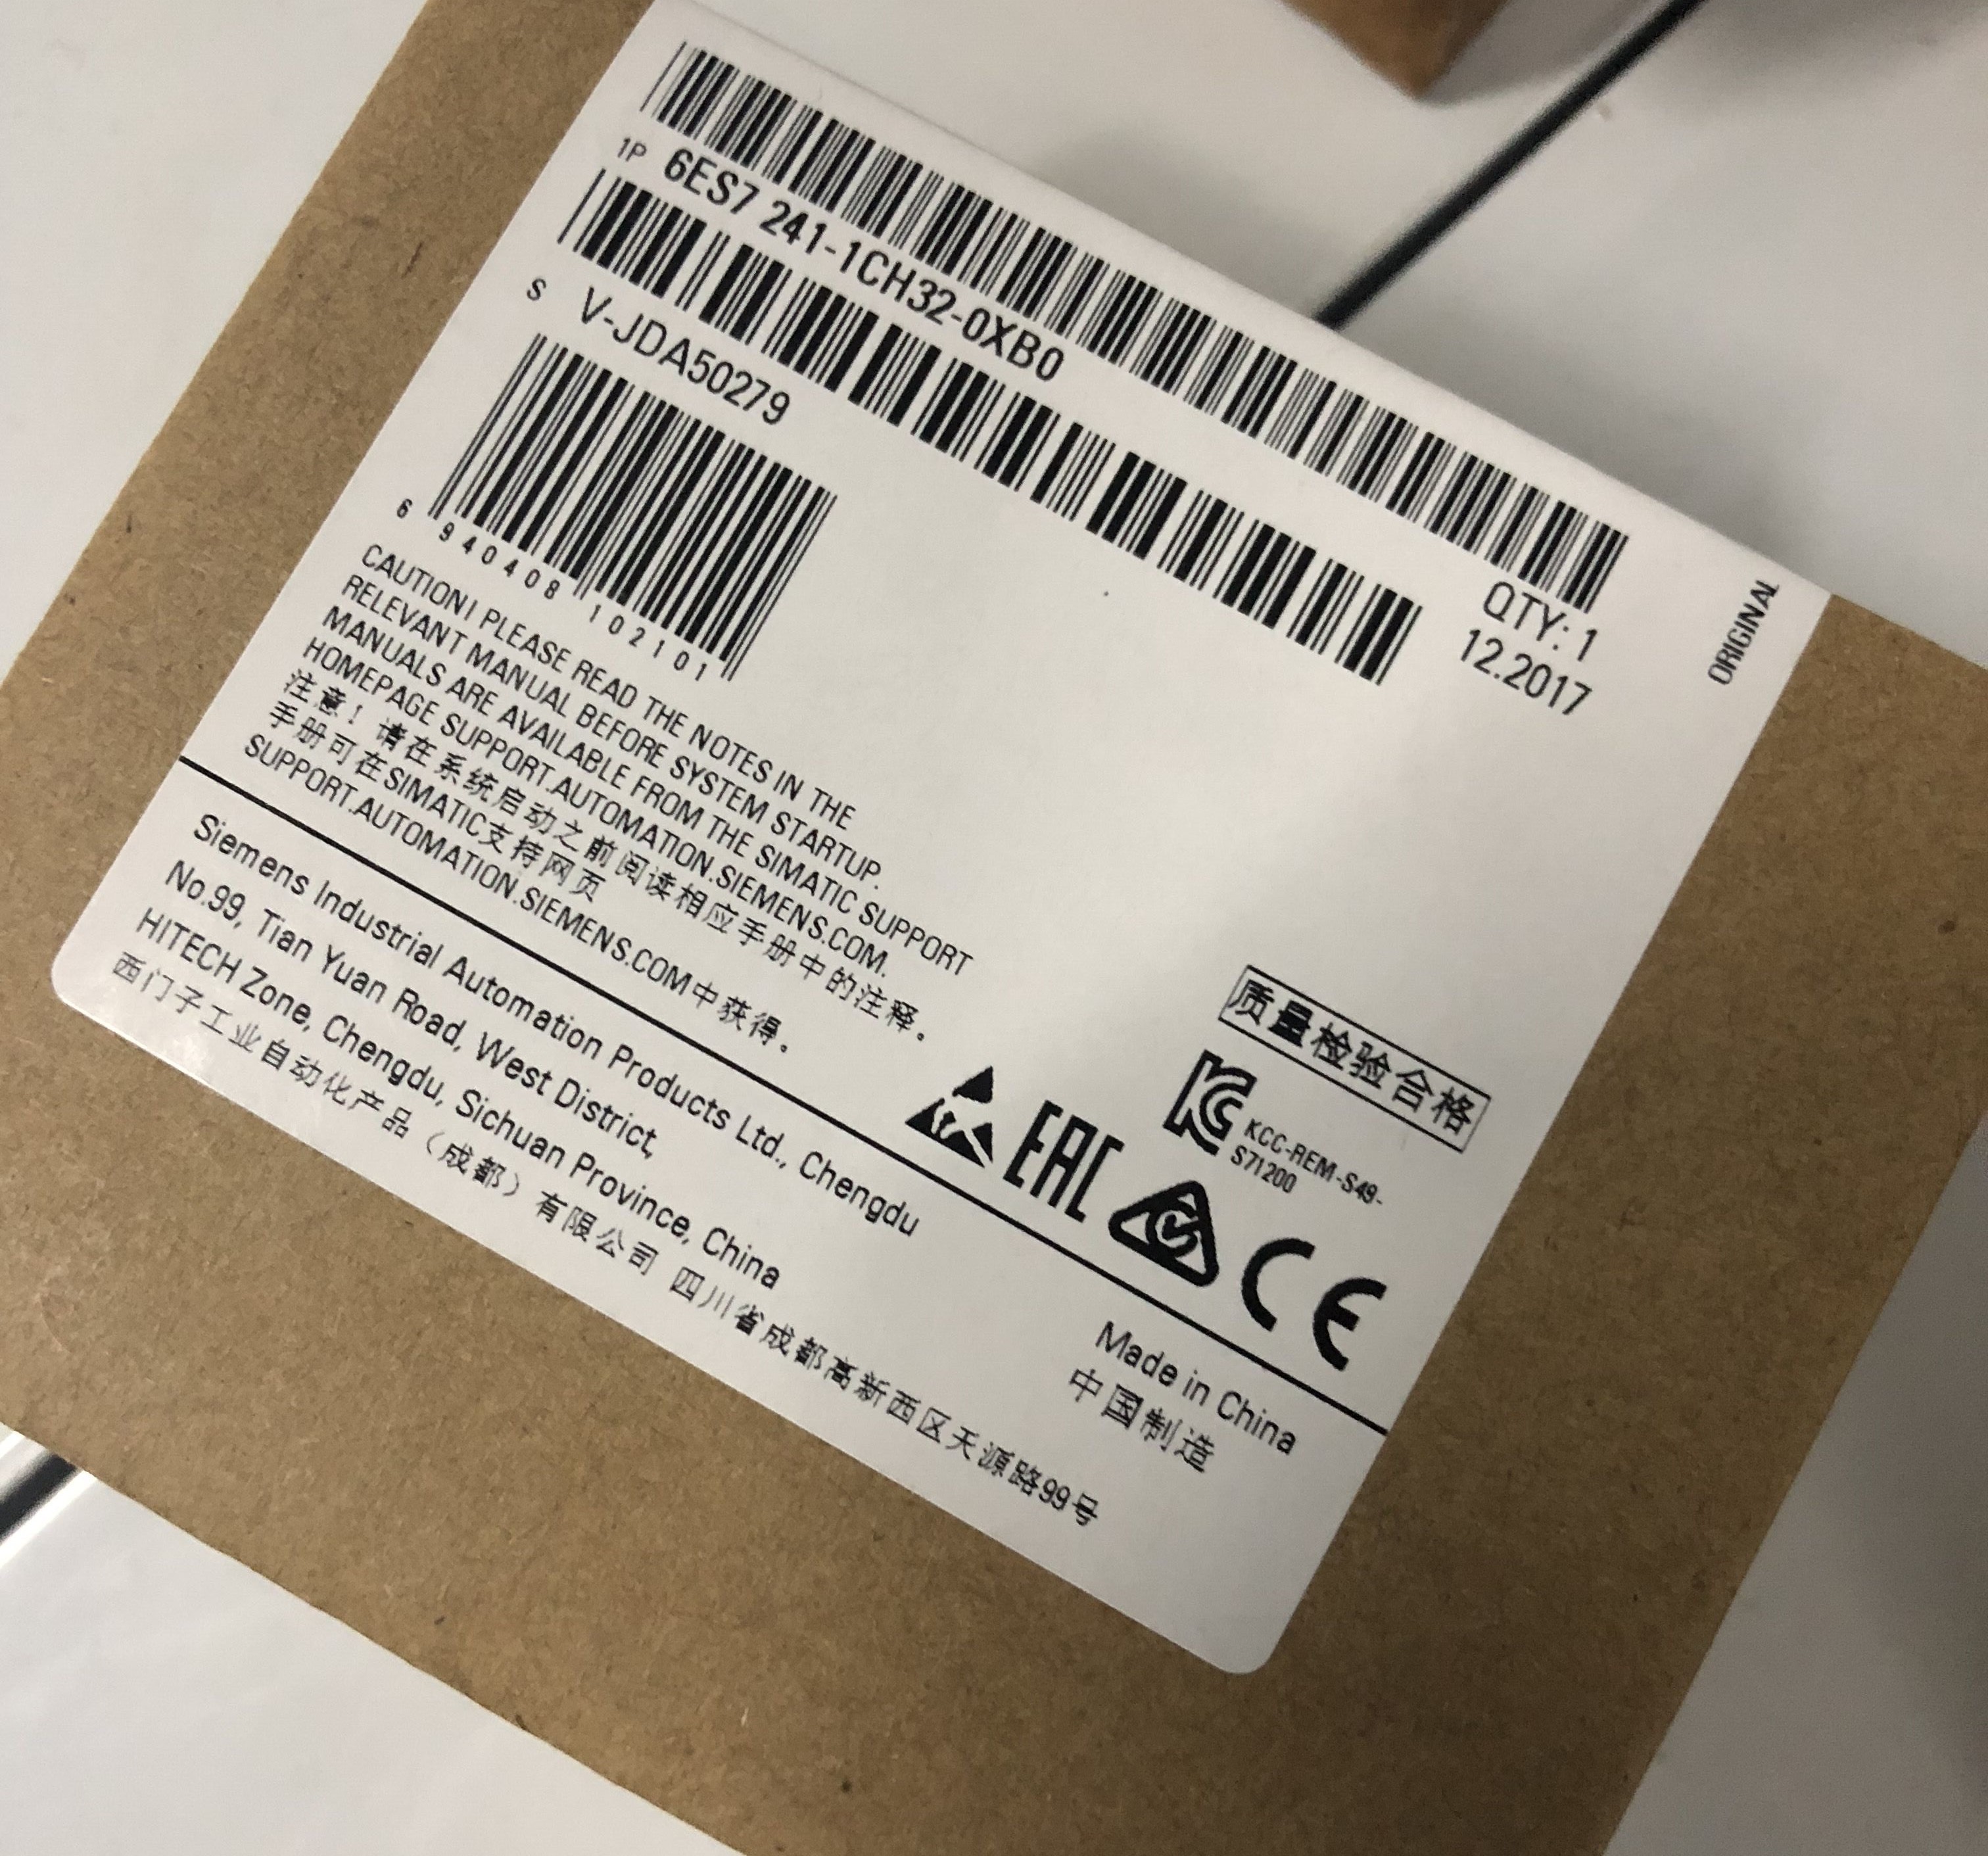 1P 6ES7 241-1CH32-0XB0
S V-JDA50279
QTY: 1
12.2017
ORIGINAL
6 940408 102101
CAUTION! PLEASE READ THE NOTES IN THE
RELEVANT MANUAL BEFORE SYSTEM STARTUP.
MANUALS ARE AVAILABLE FROM THE SIMATIC SUPPORT
HOMEPAGE SUPPORT.AUTOMATION.SIEMENS.COM.
注意！请在系统启动之前阅读相应手册中的注释。
手册可在SIMATIC支持网页
SUPPORT.AUTOMATION.SIEMENS.COM中获得。
质量检验合格
KCC-REM-S49-
S71200
EAC
CE
Siemens Industrial Automation Products Ltd., Chengdu
No.99, Tian Yuan Road, West District,
HITECH Zone, Chengdu, Sichuan Province, China
西门子工业自动化产品（成都）有限公司 四川省成都高新西区天源路99号
Made in China
中国制造